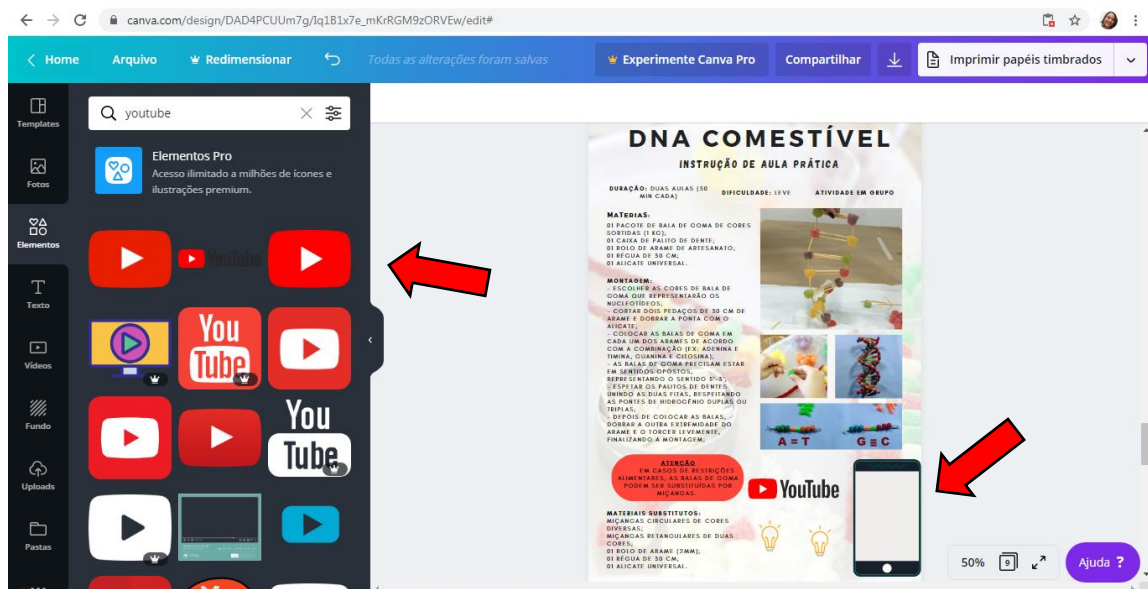 canva.com/design/DAD4PCUUm7g/Iq1B1x7e_mKrRGM9zORVEw/edit#
Home Arquivo Redimensionar Todas as alterações foram salvas Experimente Canva Pro Compartilhar Imprimir papéis timbrados
Templates
Fotos
Elementos
Texto
Vídeos
Fundo
Uploads
Pastas
youtube
Elementos Pro
Acesso ilimitado a milhões de ícones e
ilustrações premium.
YouTube
You
Tube
You
Tube
DNA COMESTÍVEL
INSTRUÇÃO DE AULA PRÁTICA
DURAÇÃO: DUAS AULAS (50
MIN CADA)
DIFICULDADE: LEVE
ATIVIDADE EM GRUPO
MATERIAS:
01 PACOTE DE BALA DE GOMA DE CORES
SORTIDAS (1 KG);
01 CAIXA DE PALITO DE DENTE;
01 ROLO DE ARAME DE ARTESANATO;
01 RÉGUA DE 30 CM;
01 ALICATE UNIVERSAL.
MONTAGEM:
- ESCOLHER AS CORES DE BALA DE
GOMA QUE REPRESENTARÃO OS
NUCLEOTÍDEOS;
- CORTAR DOIS PEDAÇOS DE 30 CM DE
ARAME E DOBRAR A PONTA COM O
ALICATE;
- COLOCAR AS BALAS DE GOMA EM
CADA UM DOS ARAMES DE ACORDO
COM A COMBINAÇÃO (EX: ADENINA E
TIMINA, GUANINA E CITOSINA);
- AS BALAS DE GOMA PRECISAM ESTAR
EM SENTIDOS OPOSTOS,
REPRESENTANDO O SENTIDO 5'-3';
- ESPETAR OS PALITOS DE DENTES
UNINDO AS DUAS FITAS, RESPEITANDO
AS PONTES DE HIDROGÊNIO DUPLAS OU
TRIPLAS;
- DEPOIS DE COLOCAR AS BALAS,
DOBRAR A OUTRA EXTREMIDADE DO
ARAME E O TORCER LEVEMENTE,
FINALIZANDO A MONTAGEM;
A = T G ≡ C
ATENÇÃO
EM CASOS DE RESTRIÇÕES
ALIMENTARES, AS BALAS DE GOMA
PODEM SER SUBSTITUÍDAS POR
MIÇANGAS.
YouTube
MATERIAIS SUBSTITUTOS:
MIÇANGAS CIRCULARES DE CORES
DIVERSAS;
MIÇANGAS RETANGULARES DE DUAS
CORES;
01 ROLO DE ARAME (2MM);
01 RÉGUA DE 30 CM;
01 ALICATE UNIVERSAL.
50% 9 Ajuda ?